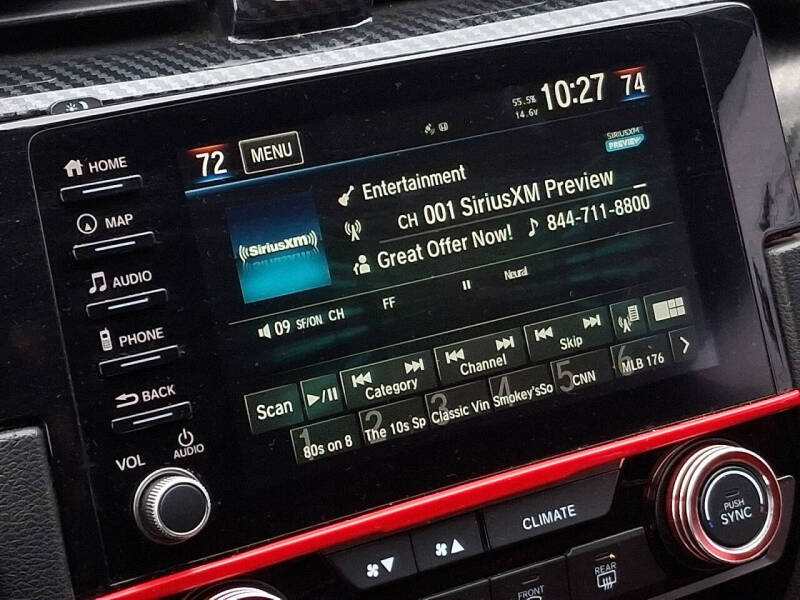 55.5%
14.6v
10:27
74
SIRIUSXM
PREVIEW
72
MENU
HOME
MAP
AUDIO
PHONE
BACK
VOL
AUDIO
((SiriusXM))
Entertainment
CH 001 SiriusXM Preview
Great Offer Now!
844-711-8800
09 SF/ON CH
FF
Neural
Scan
Category
Channel
Skip
1 80s on 8
2 The 10s Sp
3 Classic Vin
4 Smokey'sSo
5 CNN
6 MLB 176
CLIMATE
PUSH
SYNC
FRONT
REAR